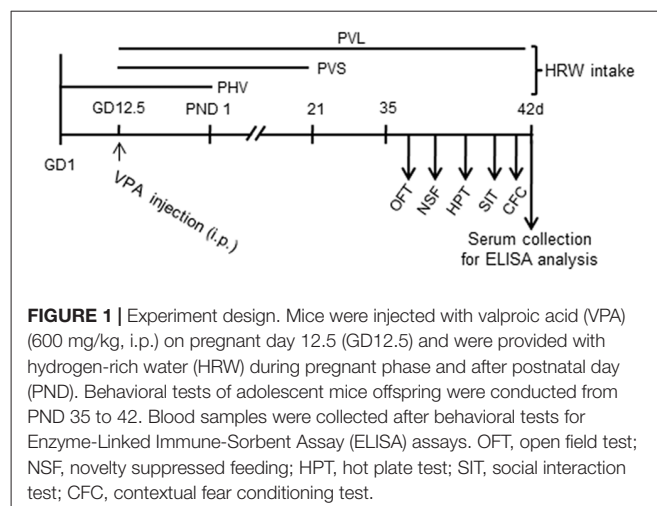 PVL
PVS
HRW intake
PHV
GD12.5 PND 1 21 35 42d
GD1
VPA injection (i.p.)
OFT NSF HPT SIT CFC
Serum collection
for ELISA analysis
FIGURE 1 | Experiment design. Mice were injected with valproic acid (VPA)
(600 mg/kg, i.p.) on pregnant day 12.5 (GD12.5) and were provided with
hydrogen-rich water (HRW) during pregnant phase and after postnatal day
(PND). Behavioral tests of adolescent mice offspring were conducted from
PND 35 to 42. Blood samples were collected after behavioral tests for
Enzyme-Linked Immune-Sorbent Assay (ELISA) assays. OFT, open field test;
NSF, novelty suppressed feeding; HPT, hot plate test; SIT, social interaction
test; CFC, contextual fear conditioning test.